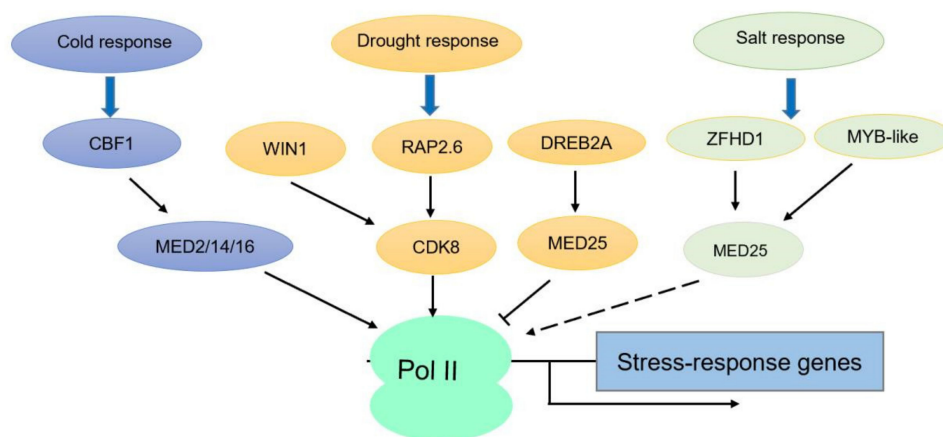 Cold response
Drought response
Salt response
CBF1
WIN1
RAP2.6
DREB2A
ZFHD1
MYB-like
MED2/14/16
CDK8
MED25
MED25
Pol II
Stress-response genes